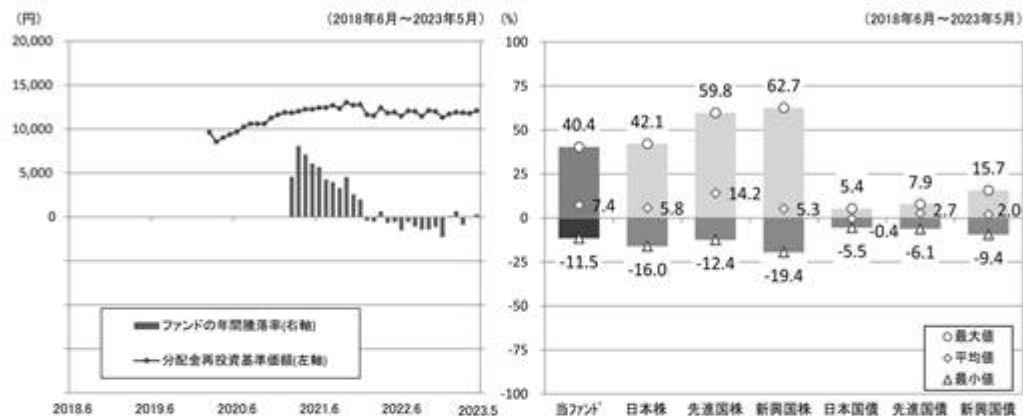 (円)
(2018年6月～2023年5月)
20,000
15,000
10,000
5,000
0
ファンドの年間騰落率(右軸)
分配金再投資基準価額(左軸)
2018.6 2019.6 2020.6 2021.6 2022.6 2023.5
(%)
(2018年6月～2023年5月)
100
75
50
25
0
-25
-50
-75
-100
40.4 42.1 59.8 62.7 5.4 7.9 15.7
7.4 5.8 14.2 5.3 -0.4 2.7 2.0
-11.5 -16.0 -12.4 -19.4 -5.5 -6.1 -9.4
最大値
平均値
最小値
当ファンド 日本株 先進国株 新興国株 日本国債 先進国債 新興国債